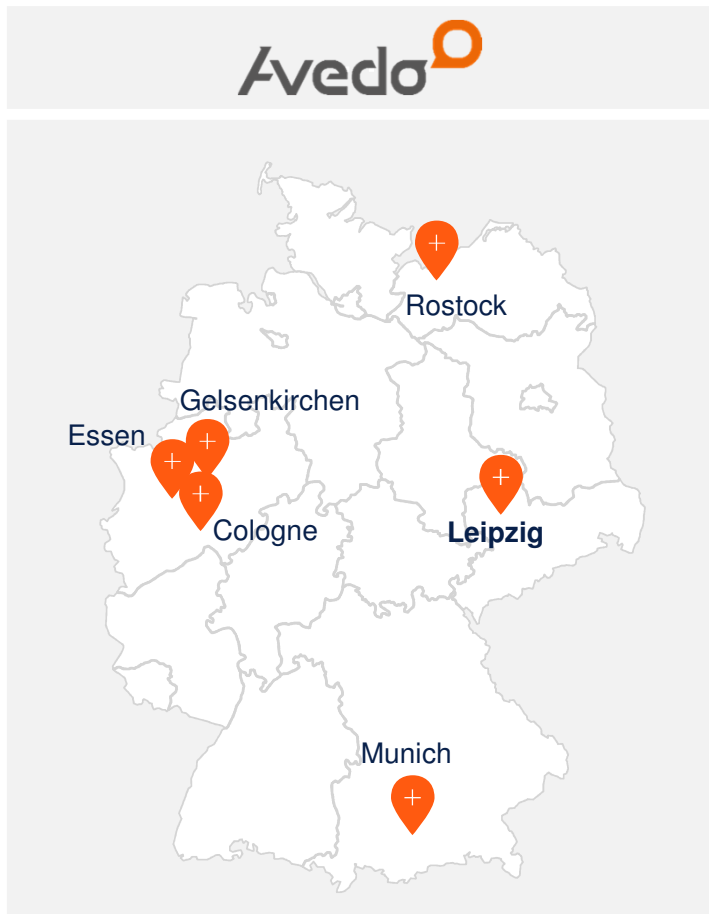 Avedo
Rostock
Gelsenkirchen
Essen
Cologne
Leipzig
Munich